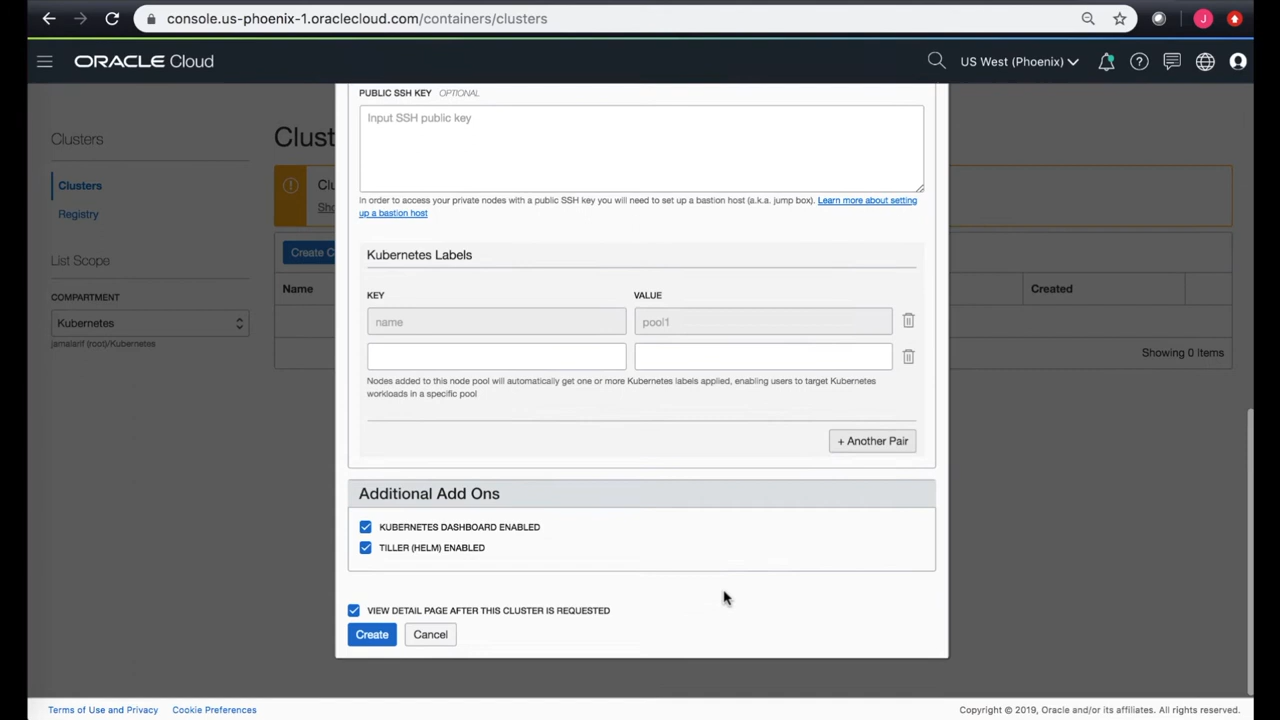 console.us-phoenix-1.oraclecloud.com/containers/clusters
J
ORACLE Cloud
US West (Phoenix)
Clusters
Clusters
Registry
List Scope
COMPARTMENT
Kubernetes
jamalarif (root)/Kubernetes
Clust
Clu
Sho
Create C
Name
Created
Showing 0 Items
PUBLIC SSH KEY OPTIONAL
Input SSH public key
In order to access your private nodes with a public SSH key you will need to set up a bastion host (a.k.a. jump box). Learn more about setting
up a bastion host
Kubernetes Labels
KEY VALUE
name pool1
Nodes added to this node pool will automatically get one or more Kubernetes labels applied, enabling users to target Kubernetes
workloads in a specific pool
+ Another Pair
Additional Add Ons
KUBERNETES DASHBOARD ENABLED
TILLER (HELM) ENABLED
VIEW DETAIL PAGE AFTER THIS CLUSTER IS REQUESTED
Create Cancel
Terms of Use and Privacy Cookie Preferences
Copyright © 2019, Oracle and/or its affiliates. All rights reserved.